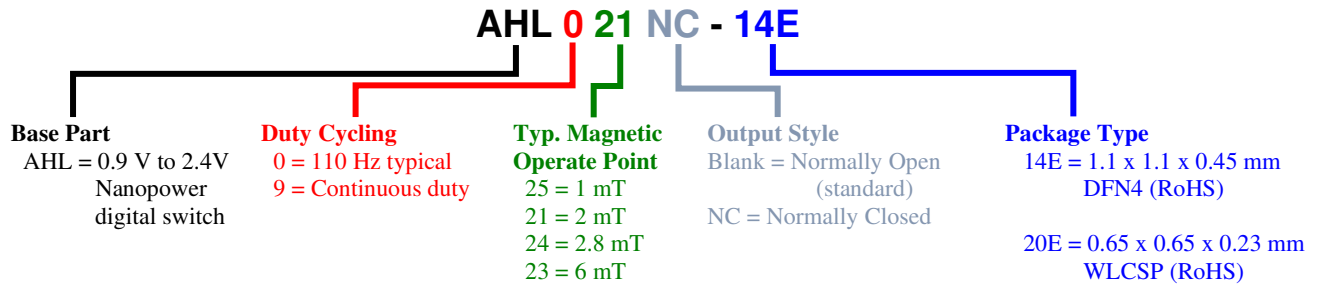 AHL 0 21 NC - 14E
Base Part
AHL = 0.9 V to 2.4V
Nanopower
digital switch
Duty Cycling
0 = 110 Hz typical
9 = Continuous duty
Typ. Magnetic
Operate Point
25 = 1 mT
21 = 2 mT
24 = 2.8 mT
23 = 6 mT
Output Style
Blank = Normally Open
(standard)
NC = Normally Closed
Package Type
14E = 1.1 x 1.1 x 0.45 mm
DFN4 (RoHS)
20E = 0.65 x 0.65 x 0.23 mm
WLCSP (RoHS)